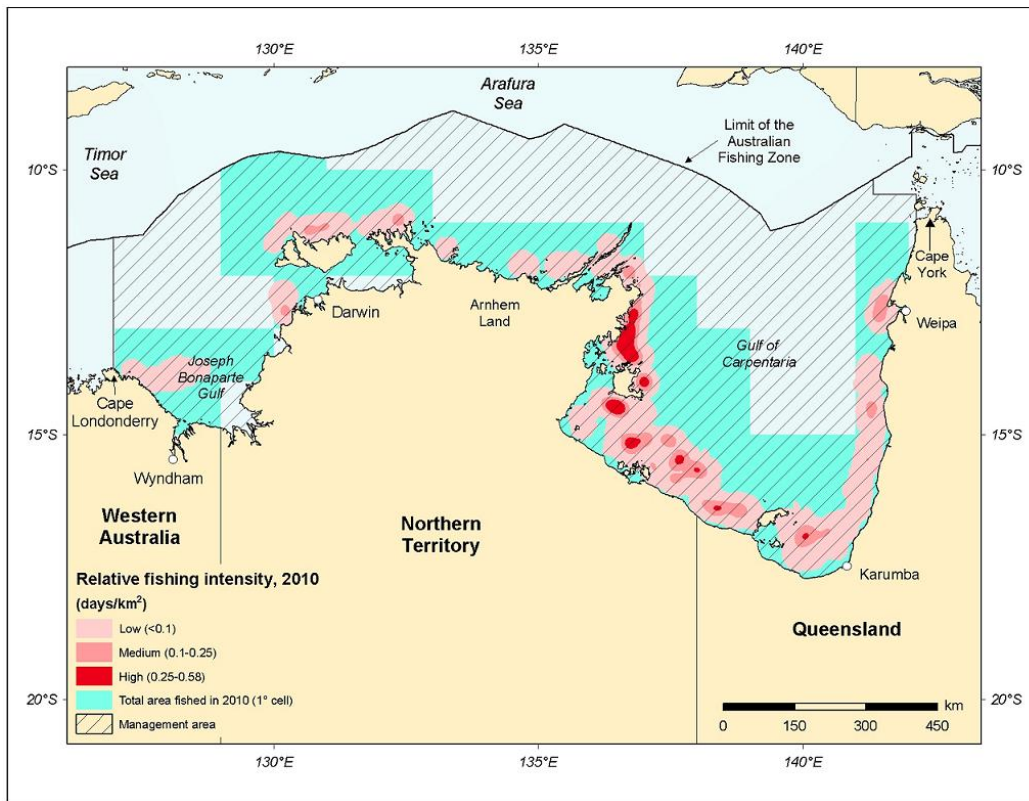 130°E
135°E
140°E
Arafura
Sea
Limit of the
Australian
Fishing Zone
Timor
Sea
10°S
10°S
Cape
York
Darwin
Arnhem
Land
Weipa
Gulf of
Carpentaria
Joseph
Bonaparte
Gulf
Cape
Londonderry
15°S
15°S
Wyndham
Western
Australia
Northern
Territory
Karumba
Queensland
Relative fishing intensity, 2010
(days/km²)
Low (<0.1)
Medium (0.1-0.25)
High (0.25-0.58)
Total area fished in 2010 (1° cell)
Management area
20°S
20°S
km
0 150 300 450
130°E
135°E
140°E